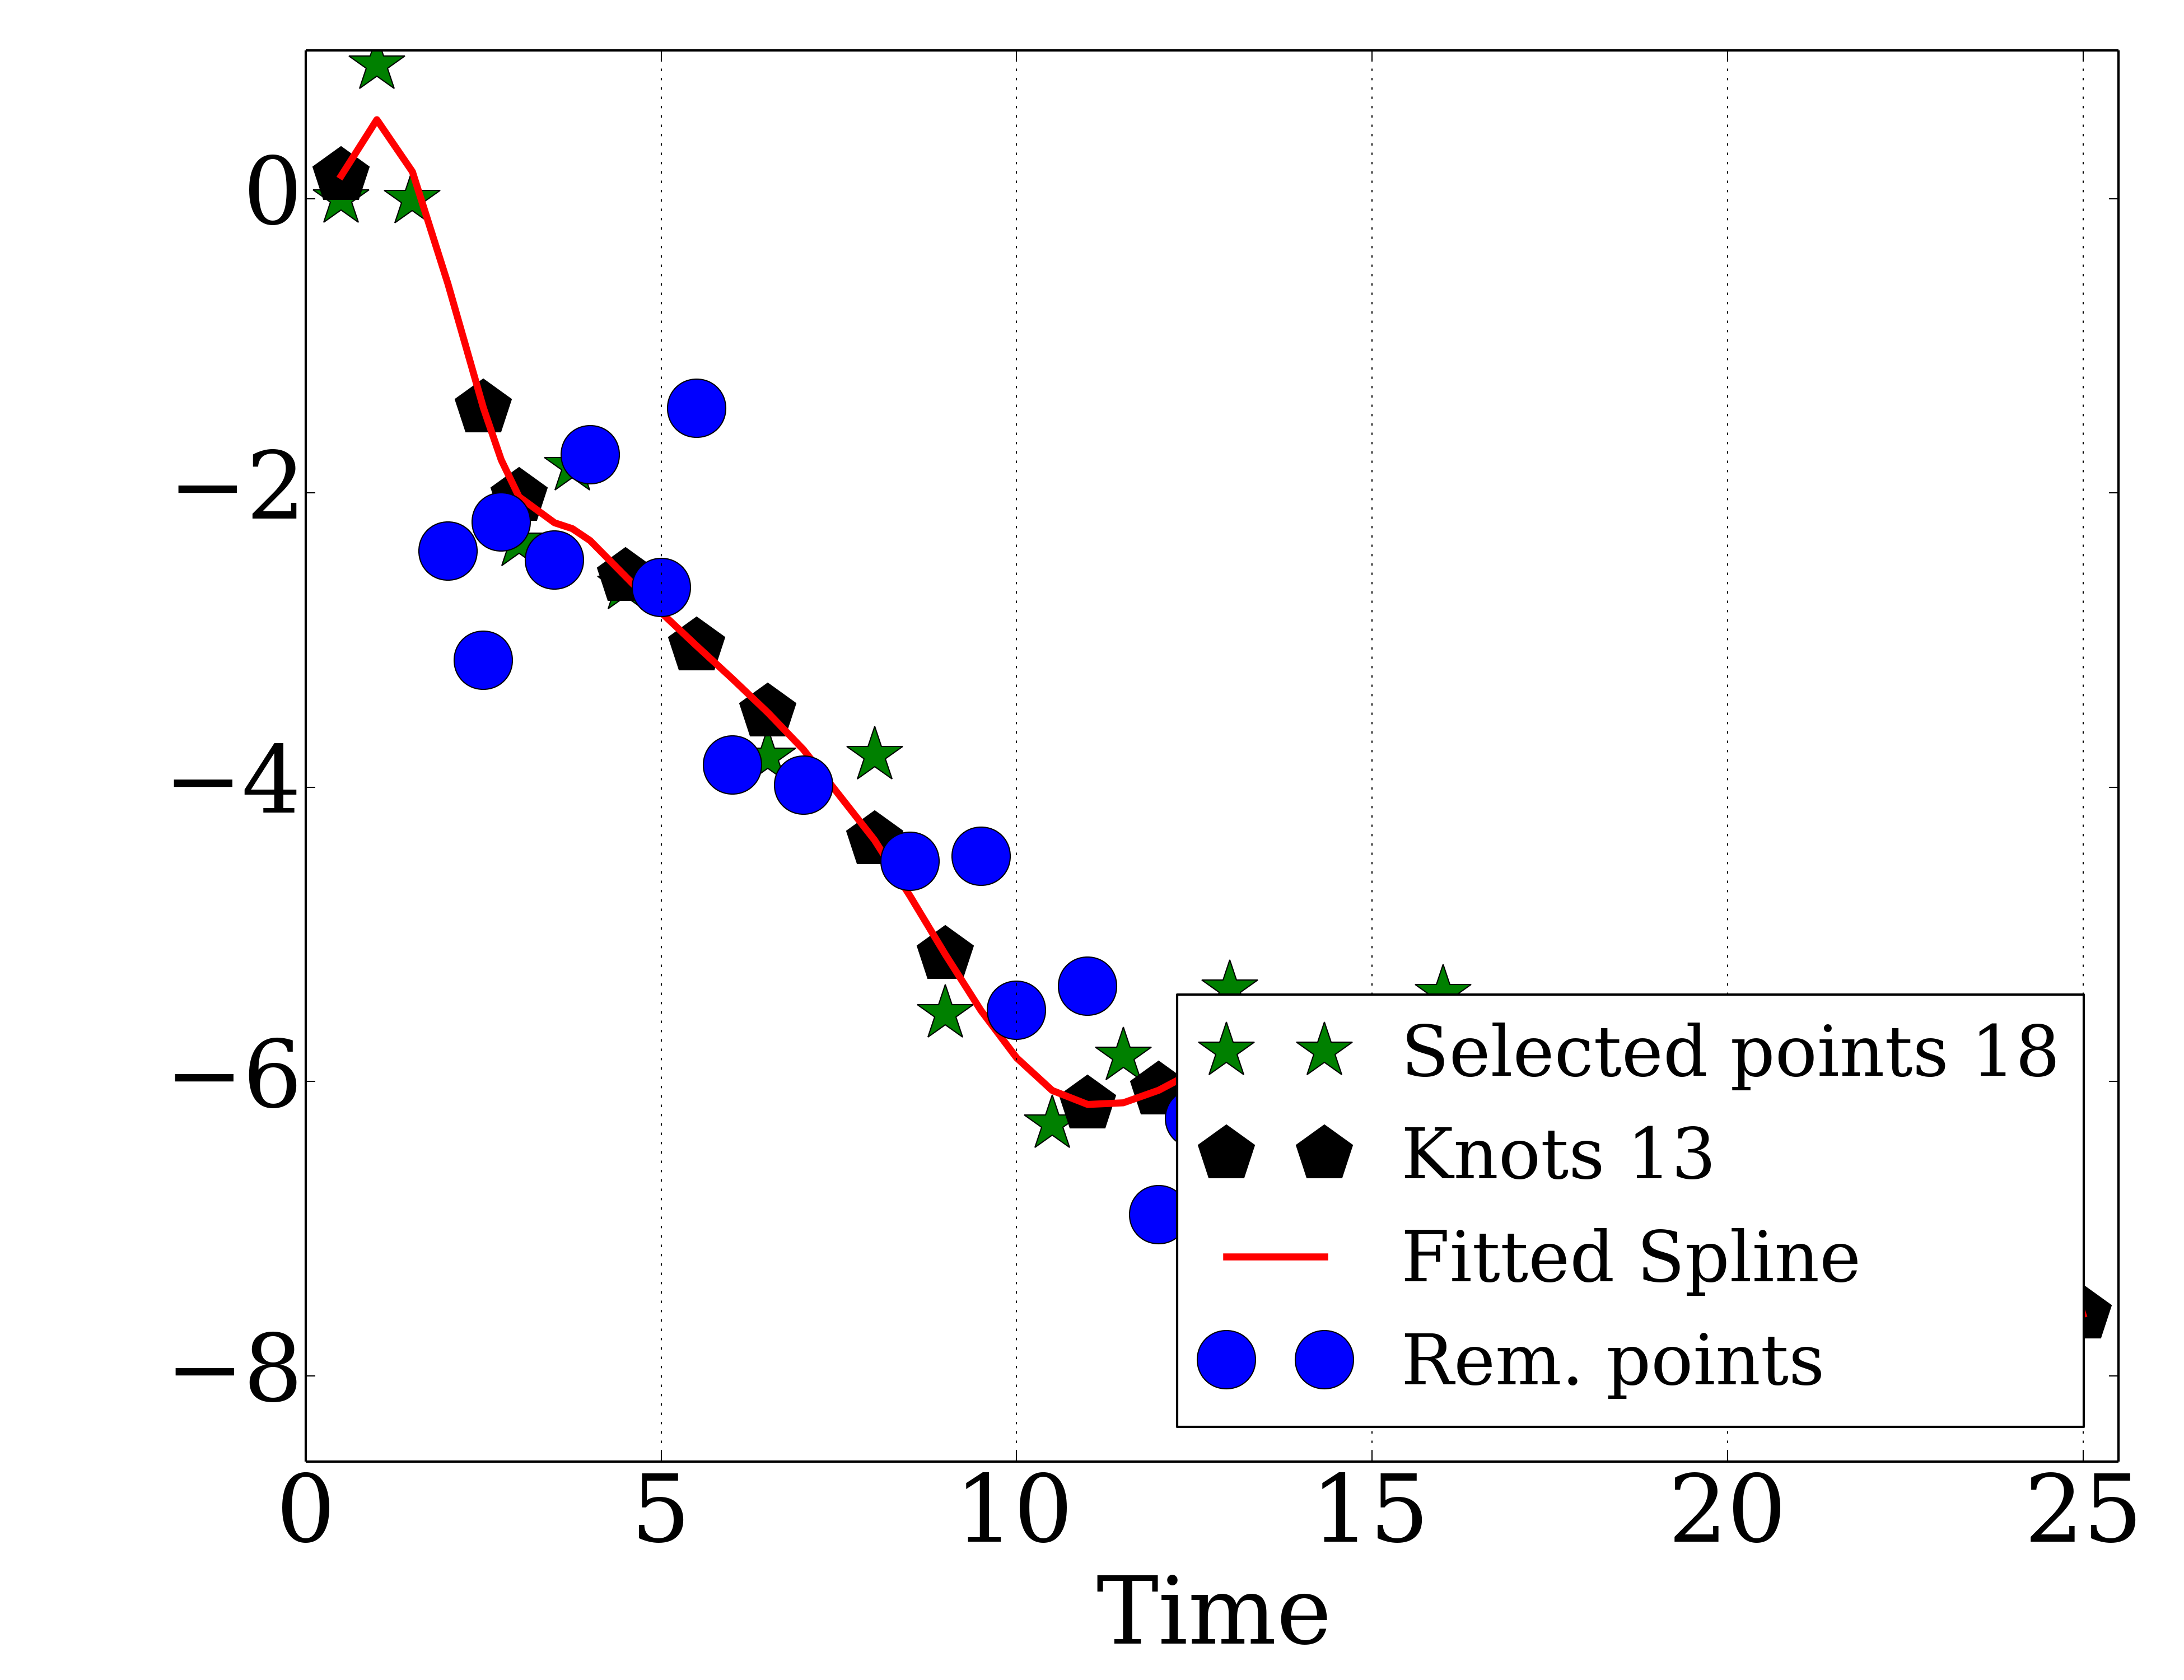 0
−2
−4
−6
−8
Selected points 18
Knots 13
Fitted Spline
Rem. points
0 5 10 15 20 25
Time